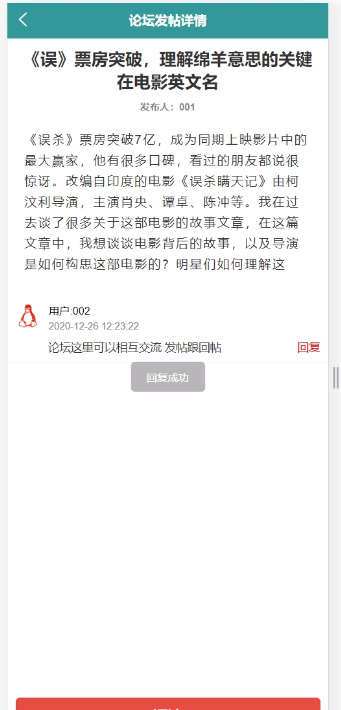 论坛发帖详情
《误》票房突破，理解绵羊意思的关键
在电影英文名
发布人：001
《误杀》票房突破7亿，成为同期上映影片中的
最大赢家，他有很多口碑，看过的朋友都说很
惊讶。改编自印度的电影《误杀瞒天记》由柯
汶利导演，主演肖央、谭卓、陈冲等。我在过
去谈了很多关于这部电影的故事文章，在这篇
文章中，我想谈谈电影背后的故事，以及导演
是如何构思这部电影的？明星们如何理解这
用户:002
2020-12-26 12:23:22
论坛这里可以相互交流 发帖跟回帖 回复
回复成功